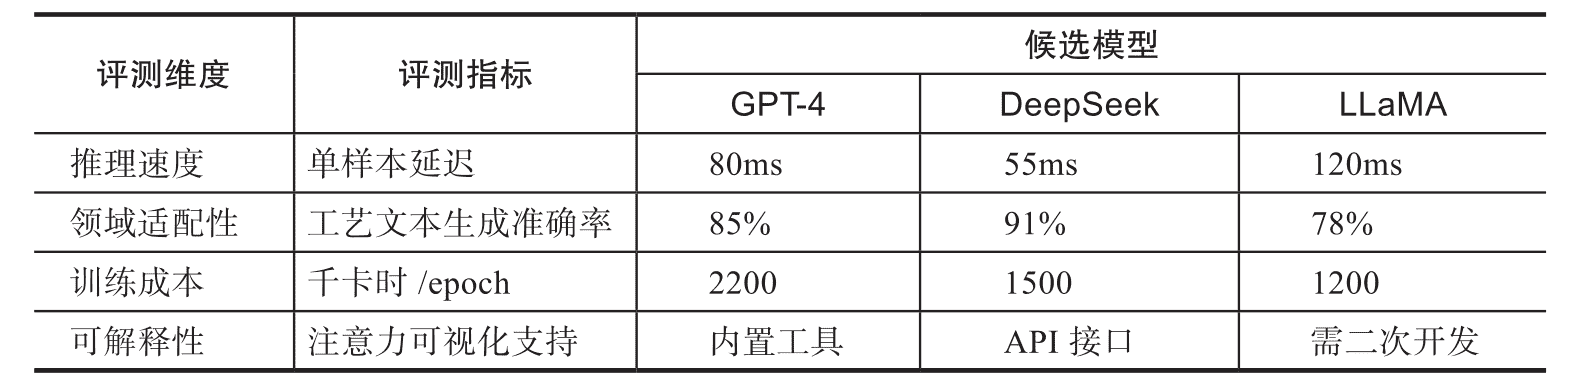 评测维度 评测指标 候选模型
GPT-4 DeepSeek LLaMA
推理速度 单样本延迟 80ms 55ms 120ms
领域适配性 工艺文本生成准确率 85% 91% 78%
训练成本 千卡时/epoch 2200 1500 1200
可解释性 注意力可视化支持 内置工具 API接口 需二次开发